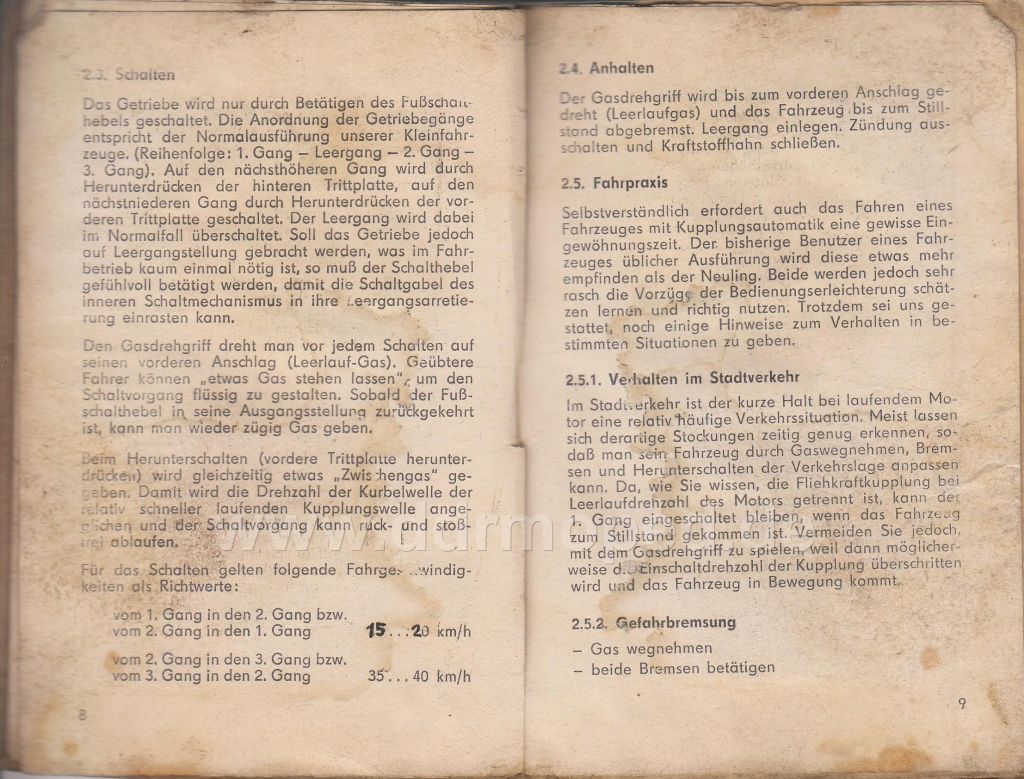 2.3. Schalten
Das Getriebe wird nur durch Betätigen des Fußschalt-
hebels geschaltet. Die Anordnung der Getriebegänge
entspricht der Normalausführung unserer Kleinfahr-
zeuge. (Reihenfolge: 1. Gang – Leergang – 2. Gang –
3. Gang). Auf den nächsthöheren Gang wird durch
Herunterdrücken der hinteren Trittplatte, auf den
nächstniederen Gang durch Herunterdrücken der vor-
deren Trittplatte geschaltet. Der Leergang wird dabei
im Normalfall überschaltet. Soll das Getriebe jedoch
auf Leergangstellung gebracht werden, was im Fahr-
betrieb kaum einmal nötig ist, so muß der Schalthebel
gefühlvoll betätigt werden, damit die Schaltgabel des
inneren Schaltmechanismus in ihre Leergangsarretie-
rung einrasten kann.
Den Gasdrehgriff dreht man vor jedem Schalten auf
seinen vorderen Anschlag (Leerlauf-Gas). Geübtere
Fahrer können „etwas Gas stehen lassen“, um den
Schaltvorgang flüssig zu gestalten. Sobald der Fuß-
schalthebel in seine Ausgangsstellung zurückgekehrt
ist, kann man wieder zügig Gas geben.
Beim Herunterschalten (vordere Trittplatte herunter-
drücken) wird gleichzeitig etwas „Zwischengas“ ge-
geben. Damit wird die Drehzahl der Kurbelwelle der
relativ schneller laufenden Kupplungswelle ange-
glichen und der Schaltvorgang kann ruck- und stoß-
frei ablaufen.
Für das Schalten gelten folgende Fahrgeschwindig-
keiten als Richtwerte:
vom 1. Gang in den 2. Gang bzw.
vom 2. Gang in den 1. Gang 15...20 km/h
vom 2. Gang in den 3. Gang bzw.
vom 3. Gang in den 2. Gang 35...40 km/h
8
2.4. Anhalten
Der Gasdrehgriff wird bis zum vorderen Anschlag ge-
dreht (Leerlaufgas) und das Fahrzeug bis zum Still-
stand abgebremst. Leergang einlegen. Zündung aus-
schalten und Kraftstoffhahn schließen.
2.5. Fahrpraxis
Selbstverständlich erfordert auch das Fahren eines
Fahrzeuges mit Kupplungsautomatik eine gewisse Ein-
gewöhnungszeit. Der bisherige Benutzer eines Fahr-
zeuges üblicher Ausführung wird diese etwas mehr
empfinden als der Neuling. Beide werden jedoch sehr
rasch die Vorzüge der Bedienungserleichterung schät-
zen lernen und richtig nutzen. Trotzdem sei uns ge-
stattet, noch einige Hinweise zum Verhalten in be-
stimmten Situationen zu geben.
2.5.1. Verhalten im Stadtverkehr
Im Stadtverkehr ist der kurze Halt bei laufendem Mo-
tor eine relativ häufige Verkehrssituation. Meist lassen
sich derartige Stockungen zeitig genug erkennen, so-
daß man sein Fahrzeug durch Gaswegnehmen, Brem-
sen und Herunterschalten der Verkehrslage anpassen
kann. Da, wie Sie wissen, die Fliehkraftkupplung bei
Leerlaufdrehzahl des Motors getrennt ist, kann der
1. Gang eingeschaltet bleiben, wenn das Fahrzeug
zum Stillstand gekommen ist. Vermeiden Sie jedoch,
mit dem Gasdrehgriff zu spielen, weil dann möglicher-
weise die Einschaltdrehzahl der Kupplung überschritten
wird und das Fahrzeug in Bewegung kommt.
2.5.2. Gefahrbremsung
– Gas wegnehmen
– beide Bremsen betätigen
9